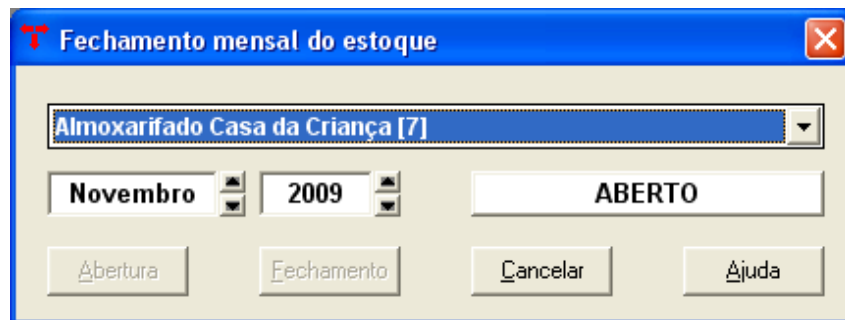 Fechamento mensal do estoque
Almoxarifado Casa da Criança [7]
Novembro 2009 ABERTO
Abertura Fechamento Cancelar Ajuda